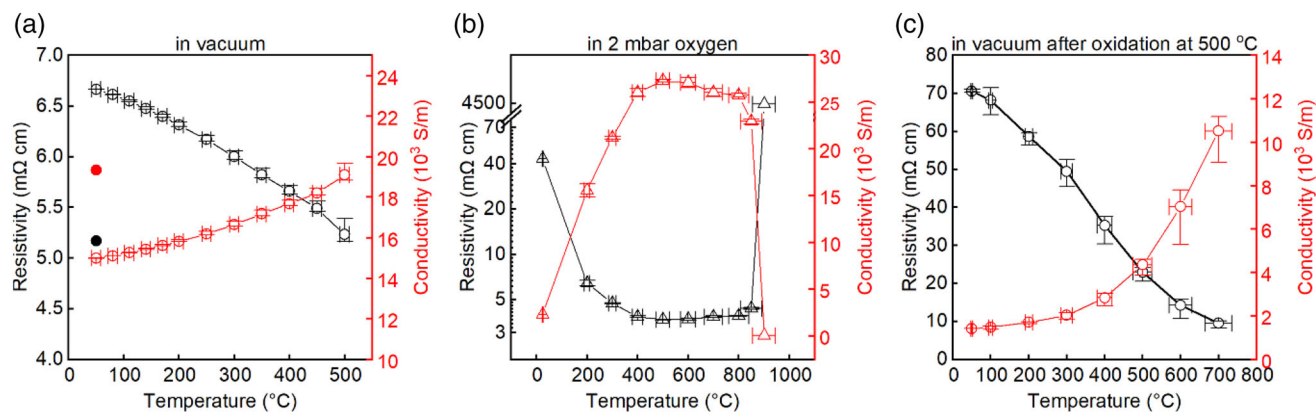 (a)
in vacuum
7.0
6.5
6.0
5.5
5.0
4.5
4.0
Resistivity (mΩ cm)
24
22
20
18
16
14
12
10
Conductivity (10³ S/m)
0 100 200 300 400 500
Temperature (°C)
(b)
in 2 mbar oxygen
4500
70
40
20
10
5
3
Resistivity (mΩ cm)
30
25
20
15
10
5
0
Conductivity (10³ S/m)
0 200 400 600 800 1000
Temperature (°C)
(c)
in vacuum after oxidation at 500 °C
80
70
60
50
40
30
20
10
0
Resistivity (mΩ cm)
14
12
10
8
6
4
2
0
Conductivity (10³ S/m)
0 100 200 300 400 500 600 700 800
Temperature (°C)